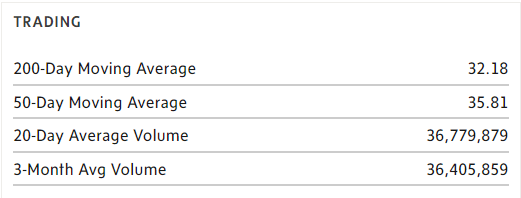 TRADING
200-Day Moving Average 32.18
50-Day Moving Average 35.81
20-Day Average Volume 36,779,879
3-Month Avg Volume 36,405,859